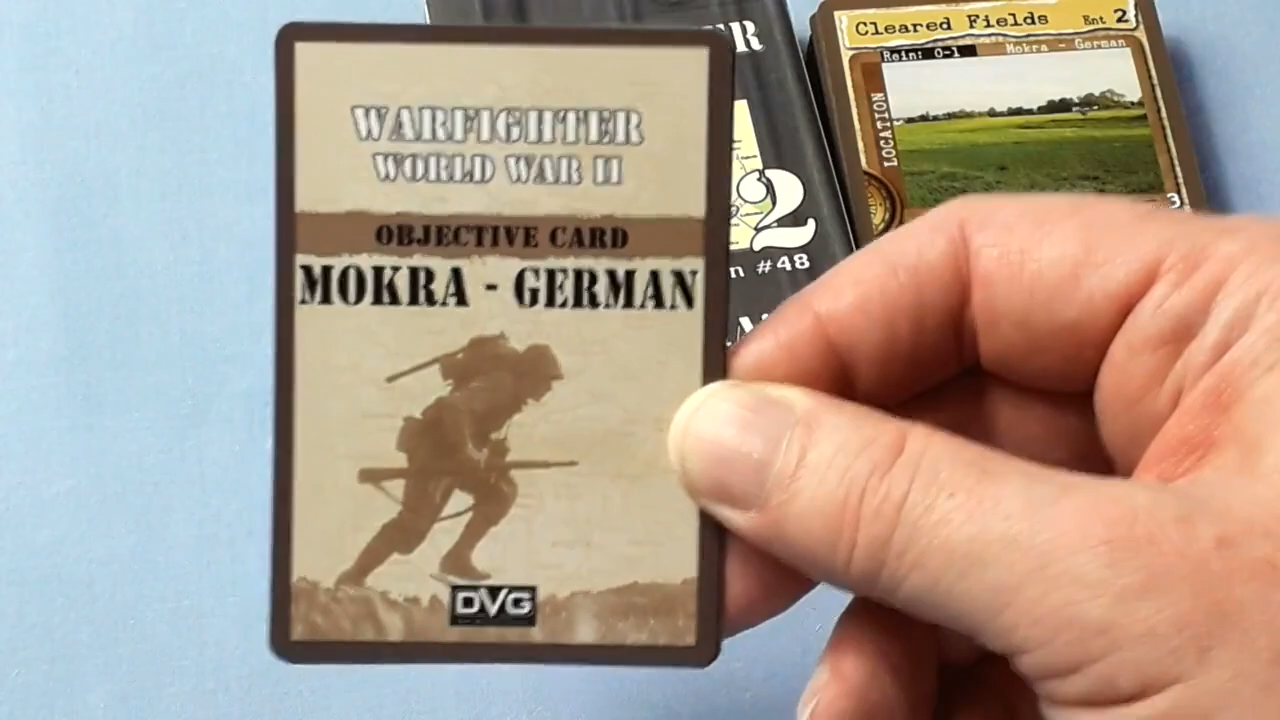 WARFIGHTER
WORLD WAR II
OBJECTIVE CARD
MOKRA - GERMAN
DVG
ER
2
n #48
Cleared Fields Ent 2
Rein: 0-1 Mokra - German
LOCATION
3